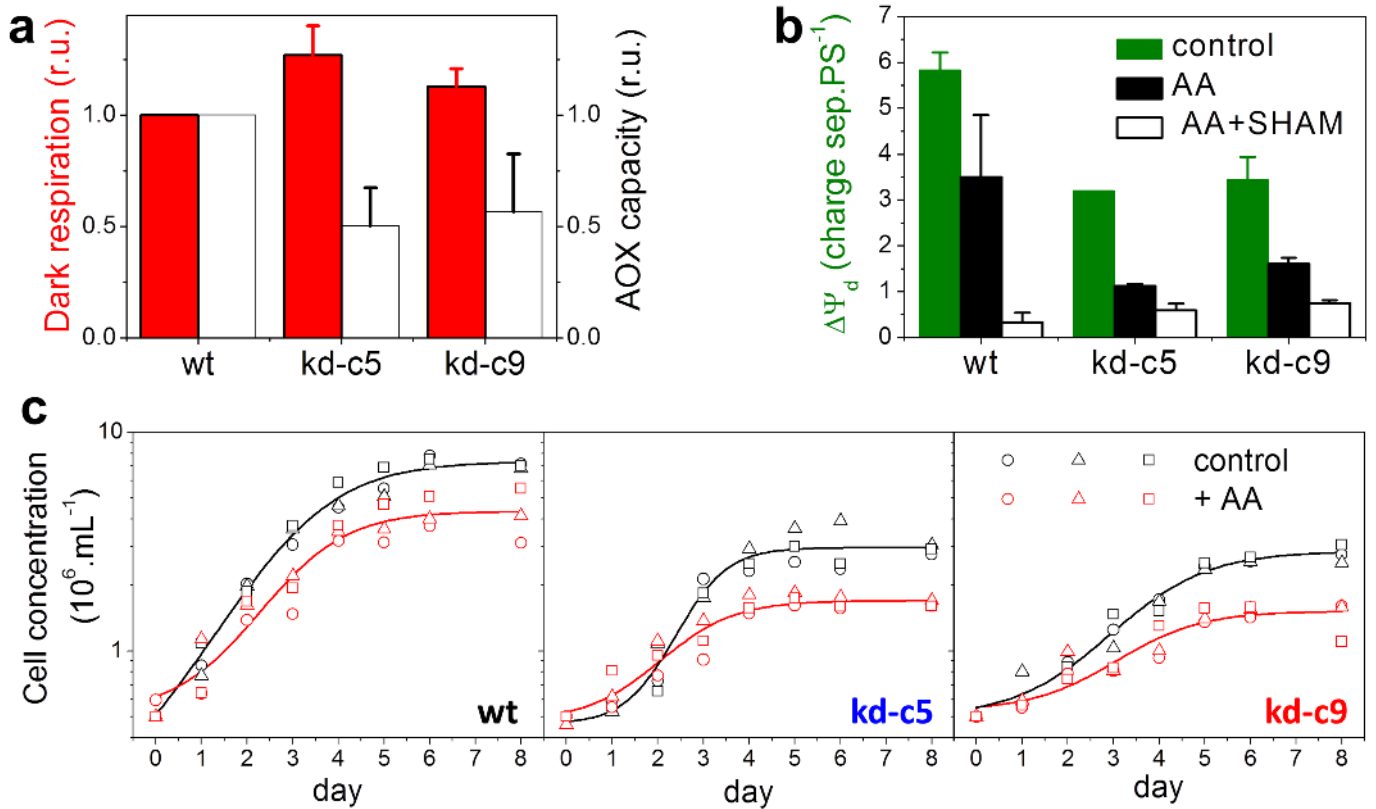 a
Dark respiration (r.u.)
1.0
0.5
0.0
1.0
0.5
0.0
AOX capacity (r.u.)
wt kd-c5 kd-c9
b
ΔΨd (charge sep.PS⁻¹)
7
6
5
4
3
2
1
0
control
AA
AA+SHAM
wt kd-c5 kd-c9
c
Cell concentration
(10⁶.mL⁻¹)
10
1
control
+ AA
wt
kd-c5
kd-c9
0 1 2 3 4 5 6 7 8
0 1 2 3 4 5 6 7 8
0 1 2 3 4 5 6 7 8
day
day
day